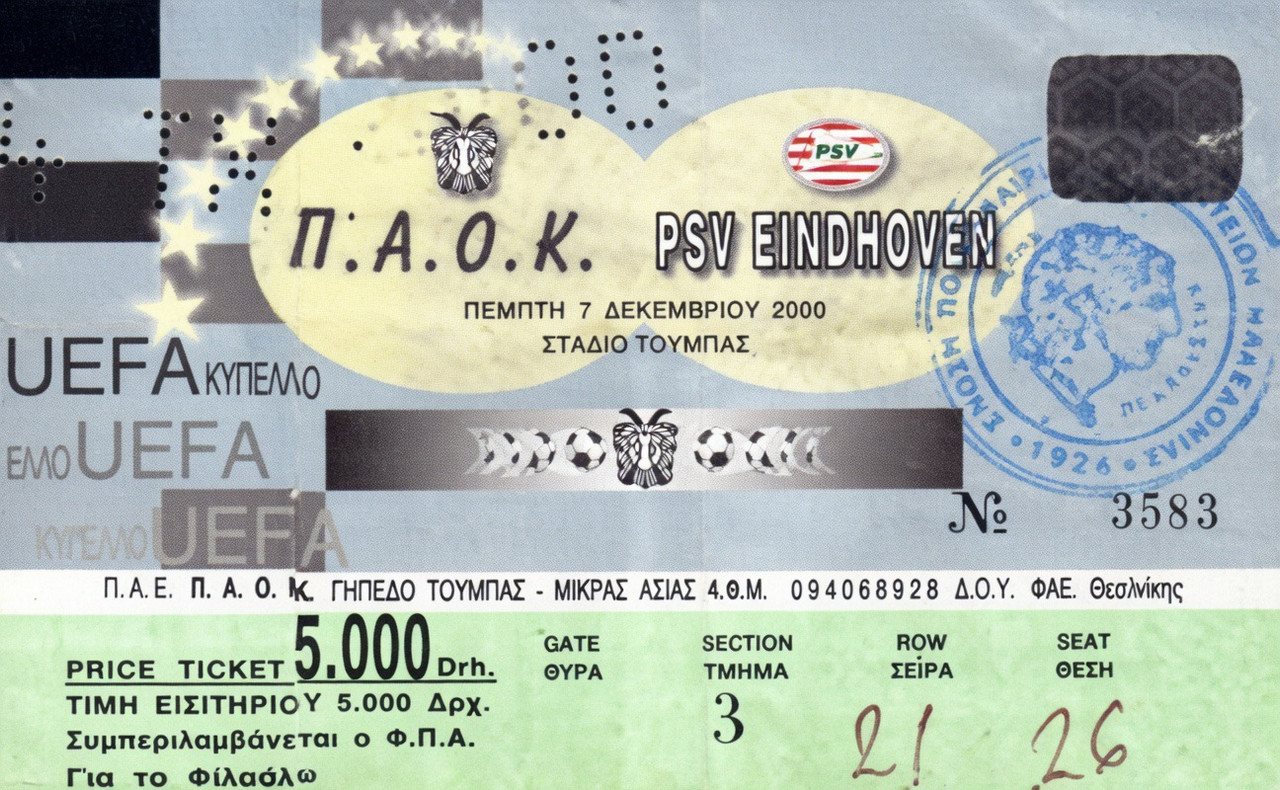 PSV
Π.Α.Ο.Κ.
PSV EINDHOVEN
ΠΕΜΠΤΗ 7 ΔΕΚΕΜΒΡΙΟΥ 2000
ΣΤΑΔΙΟ ΤΟΥΜΠΑΣ
UEFA ΚΥΠΕΛΛΟ
ΕΛΛΟ UEFA
ΚΥΠΕΛΛΟ UEFA
1926
№ 3583
Π.Α.Ε. Π.Α.Ο.Κ. ΓΗΠΕΔΟ ΤΟΥΜΠΑΣ - ΜΙΚΡΑΣ ΑΣΙΑΣ 4.Θ.Μ. 094068928 Δ.Ο.Υ. ΦΑΕ. Θεσλνίκης
PRICE TICKET 5.000 Drh.
ΤΙΜΗ ΕΙΣΙΤΗΡΙΟΥ 5.000 Δρχ.
Συμπεριλαμβάνεται ο Φ.Π.Α.
Για το Φίλαθλο
GATE SECTION ROW SEAT
ΘΥΡΑ ΤΜΗΜΑ ΣΕΙΡΑ ΘΕΣΗ
3 21 26